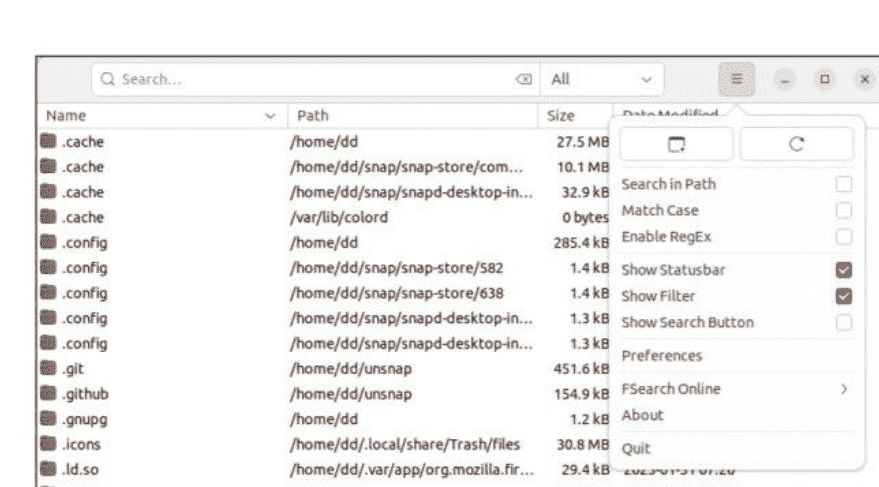 Search... All
Name Path Size Date Modified
.cache /home/dd 27.5 MB
.cache /home/dd/snap/snap-store/com... 10.1 MB
.cache /home/dd/snap/snapd-desktop-in... 32.9 kB
.cache /var/lib/colord 0 bytes
.config /home/dd 285.4 kB
.config /home/dd/snap/snap-store/582 1.4 kB
.config /home/dd/snap/snap-store/638 1.4 kB
.config /home/dd/snap/snapd-desktop-in... 1.3 kB
.config /home/dd/snap/snapd-desktop-in... 1.3 kB
.git /home/dd/unsnap 451.6 kB
.github /home/dd/unsnap 154.9 kB
.gnupg /home/dd 1.2 kB
.icons /home/dd/.local/share/Trash/files 30.8 MB
.ld.so /home/dd/.var/app/org.mozilla.fir... 29.4 kB
Search in Path
Match Case
Enable RegEx
Show Statusbar
Show Filter
Show Search Button
Preferences
FSearch Online
About
Quit